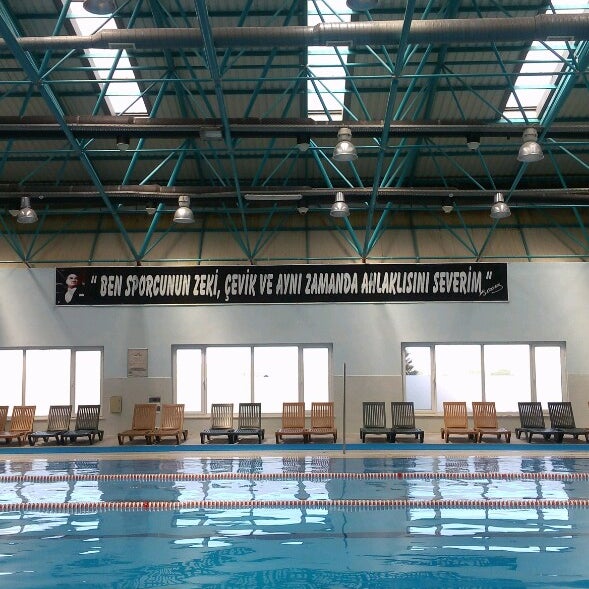 " BEN SPORCUNUN ZEKİ, ÇEVİK VE AYNI ZAMANDA AHLAKLISINI SEVERİM "